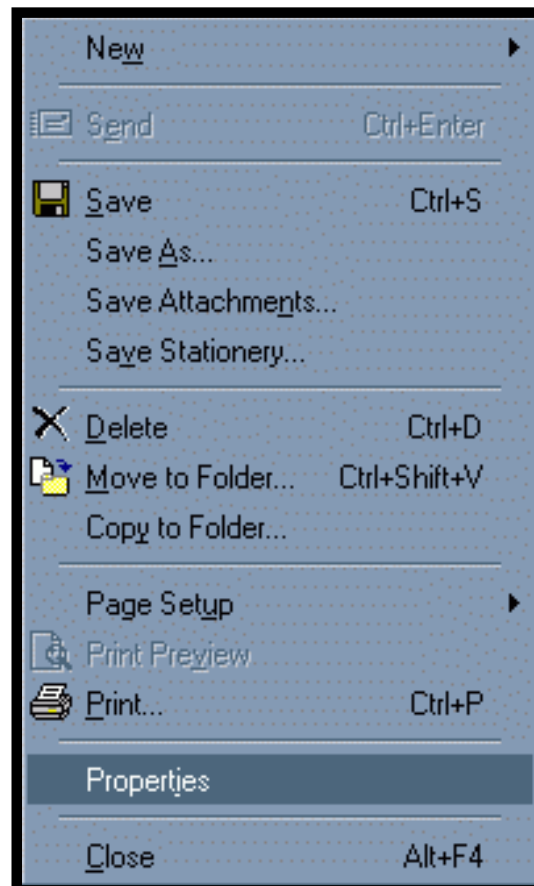 New
Send Ctrl+Enter
Save Ctrl+S
Save As...
Save Attachments...
Save Stationery...
Delete Ctrl+D
Move to Folder... Ctrl+Shift+V
Copy to Folder...
Page Setup
Print Preview
Print... Ctrl+P
Properties
Close Alt+F4